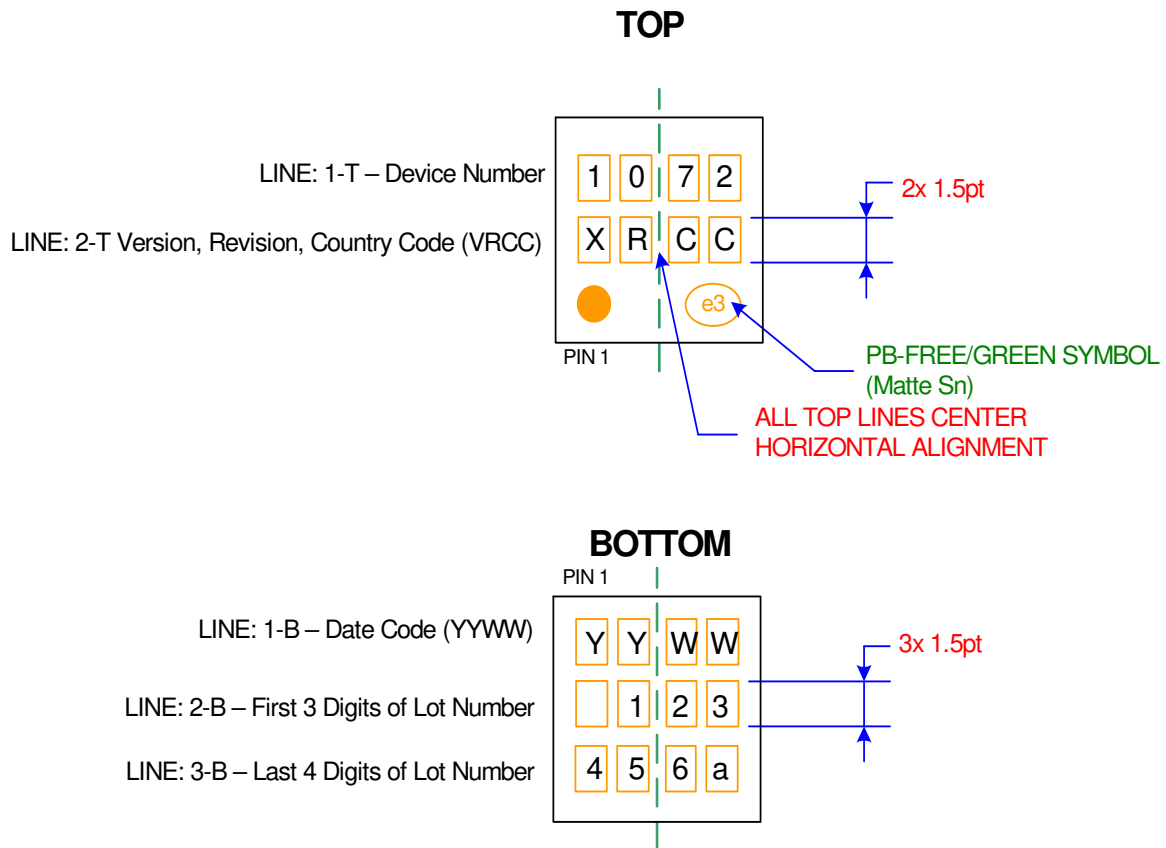 TOP
LINE: 1-T – Device Number
1 0 7 2
2x 1.5pt
LINE: 2-T Version, Revision, Country Code (VRCC)
X R C C
e3
PIN 1
PB-FREE/GREEN SYMBOL
(Matte Sn)
ALL TOP LINES CENTER
HORIZONTAL ALIGNMENT
BOTTOM
PIN 1
LINE: 1-B – Date Code (YYWW)
Y Y W W
3x 1.5pt
LINE: 2-B – First 3 Digits of Lot Number
1 2 3
LINE: 3-B – Last 4 Digits of Lot Number
4 5 6 a